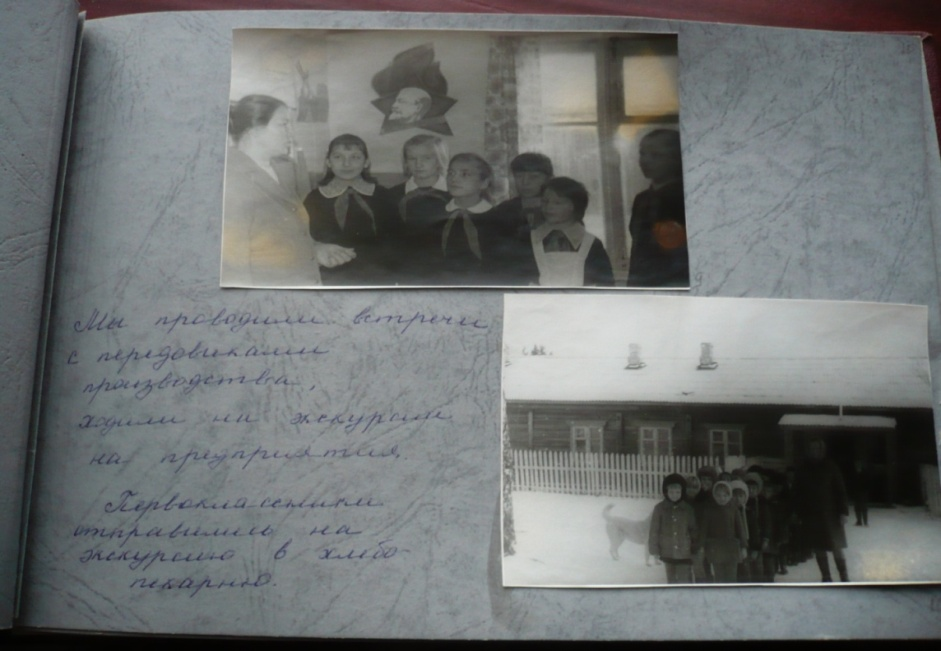 Мы проводили встречи
с передовиками
производства,
ходили на экскурсии
на предприятия.
Первоклассники
отправились на
экскурсию в хлебо-
пекарню.